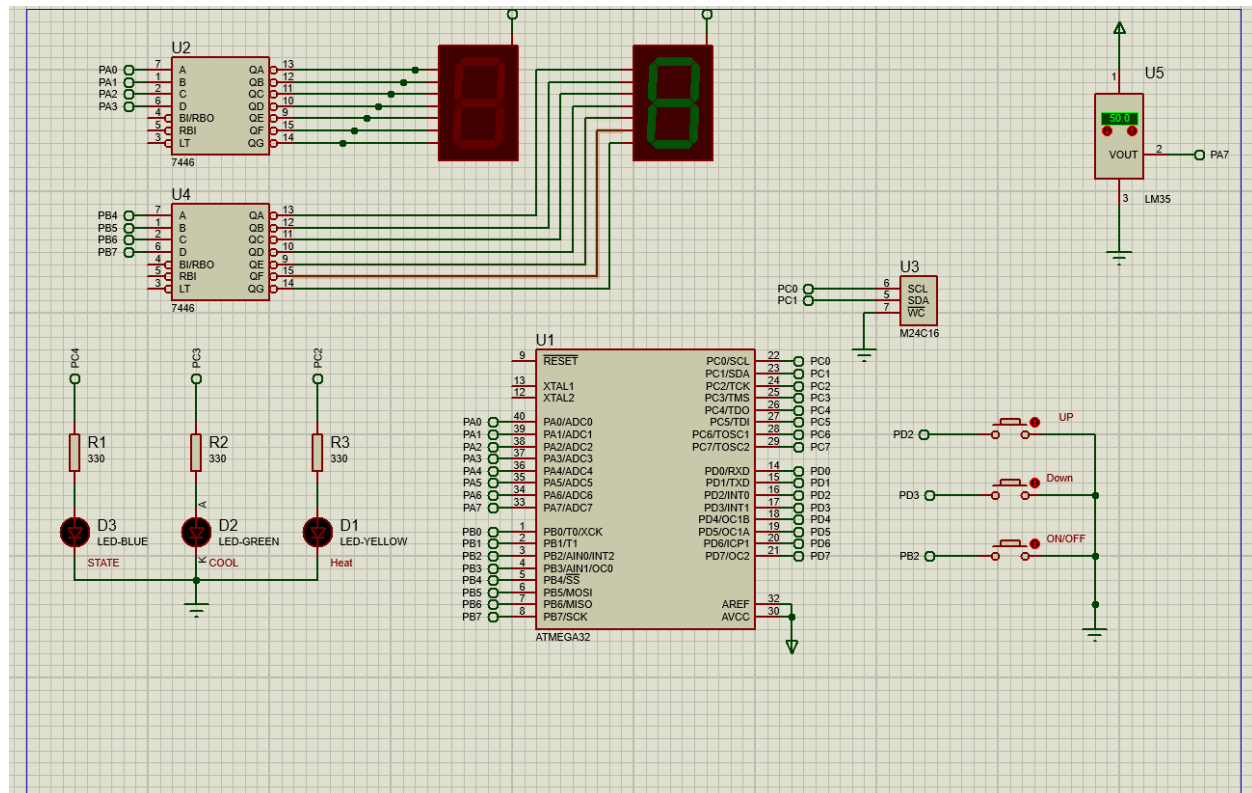 U2
PA0 7 A QA 13
PA1 1 B QB 12
PA2 2 C QC 11
PA3 6 D QD 10
4 BI/RBO QE 9
5 RBI QF 15
3 LT QG 14
7446
U4
PB4 7 A QA 13
PB5 1 B QB 12
PB6 2 C QC 11
PB7 6 D QD 10
4 BI/RBO QE 9
5 RBI QF 15
3 LT QG 14
7446
U5
1
50.0
VOUT 2 PA7
3 LM35
U3
PC0 6 SCL
PC1 5 SDA
7 WC
M24C16
PC4
R1
330
D3
LED-BLUE
STATE
PC3
R2
330
A
D2
LED-GREEN
K COOL
PC2
R3
330
D1
LED-YELLOW
Heat
U1
9 RESET
13 XTAL1
12 XTAL2
PA0 40 PA0/ADC0
PA1 39 PA1/ADC1
PA2 38 PA2/ADC2
PA3 37 PA3/ADC3
PA4 36 PA4/ADC4
PA5 35 PA5/ADC5
PA6 34 PA6/ADC6
PA7 33 PA7/ADC7
PB0 1 PB0/T0/XCK
PB1 2 PB1/T1
PB2 3 PB2/AIN0/INT2
PB3 4 PB3/AIN1/OC0
PB4 5 PB4/SS
PB5 6 PB5/MOSI
PB6 7 PB6/MISO
PB7 8 PB7/SCK
PC0/SCL 22 PC0
PC1/SDA 23 PC1
PC2/TCK 24 PC2
PC3/TMS 25 PC3
PC4/TDO 26 PC4
PC5/TDI 27 PC5
PC6/TOSC1 28 PC6
PC7/TOSC2 29 PC7
PD0/RXD 14 PD0
PD1/TXD 15 PD1
PD2/INT0 16 PD2
PD3/INT1 17 PD3
PD4/OC1B 18 PD4
PD5/OC1A 19 PD5
PD6/ICP1 20 PD6
PD7/OC2 21 PD7
AREF 32
AVCC 30
ATMEGA32
PD2 UP
PD3 Down
PB2 ON/OFF